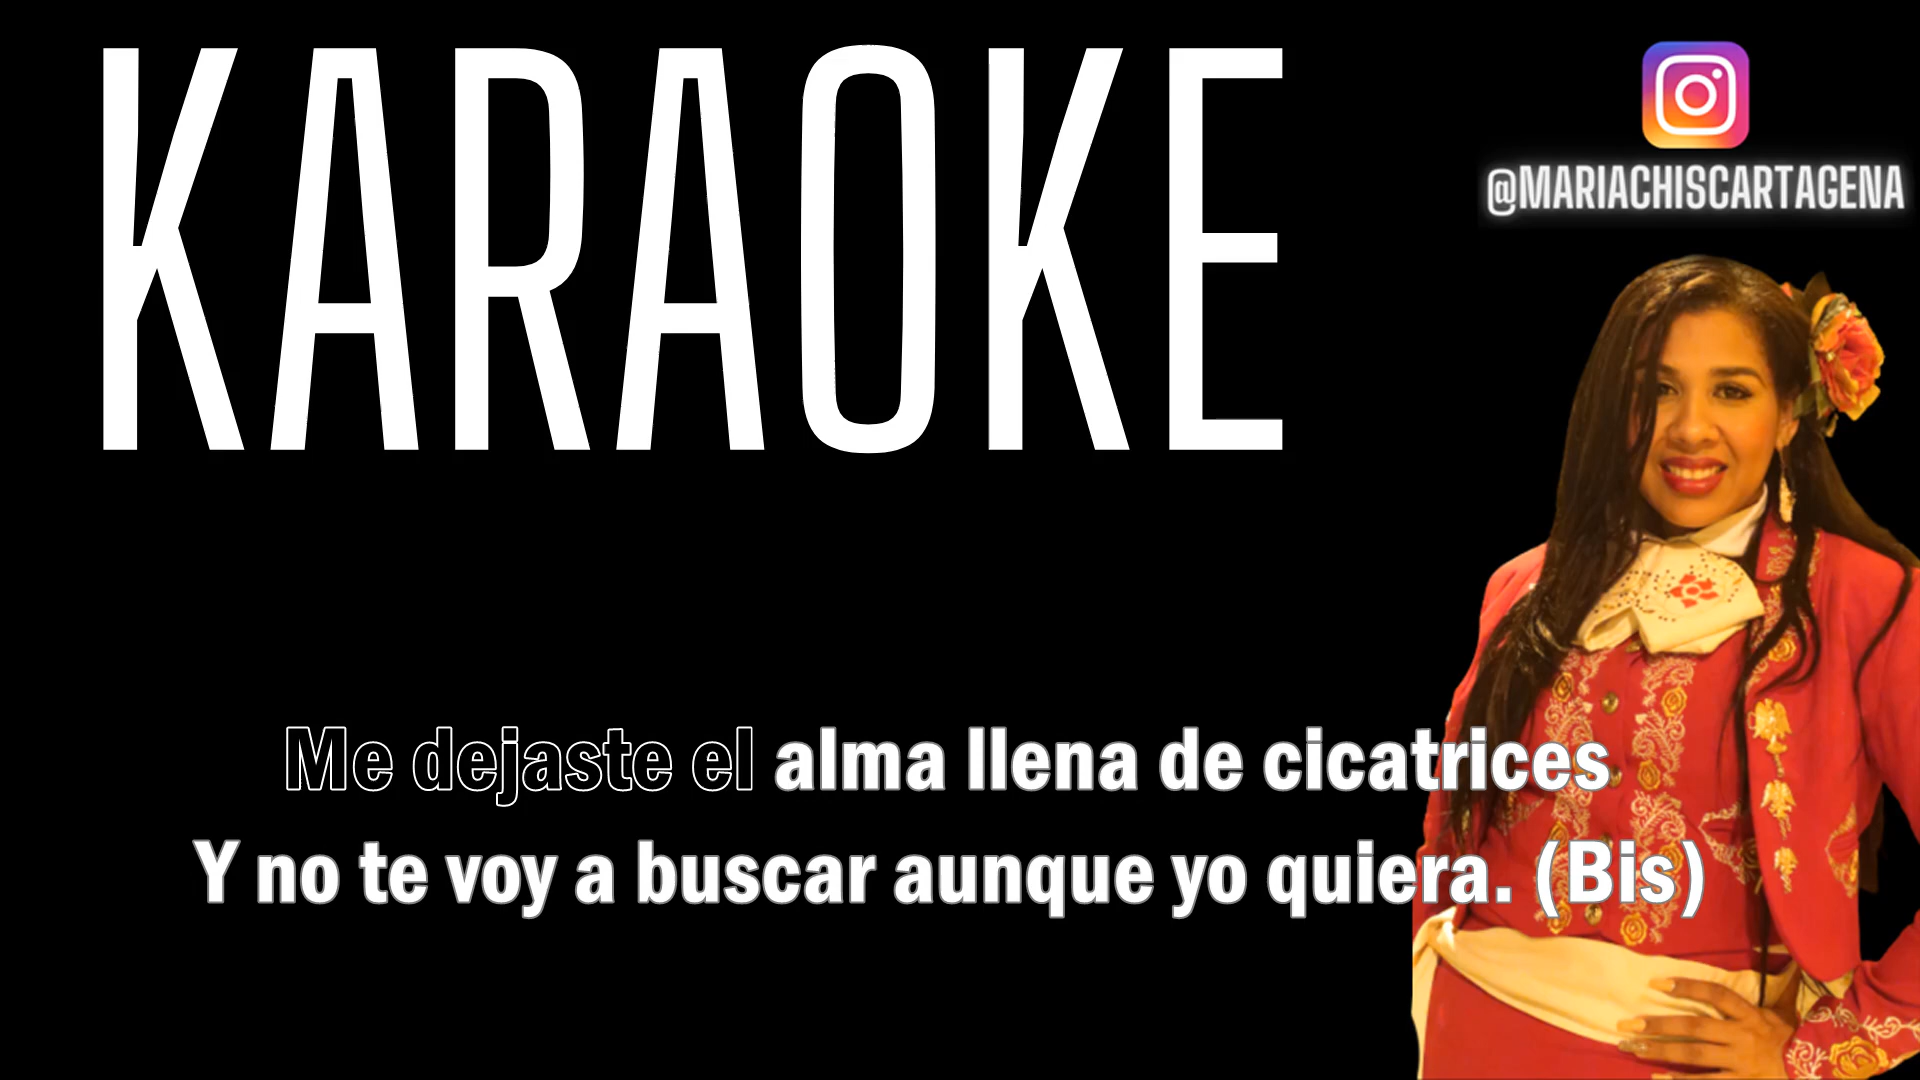 KARAOKE
@MARIACHISCARTAGENA
Me dejaste el alma llena de cicatrices
Y no te voy a buscar aunque yo quiera. (Bis)